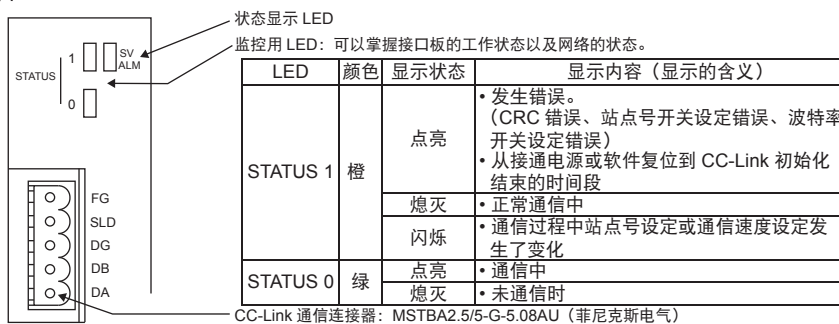 状态显示 LED
监控用 LED：可以掌握接口板的工作状态以及网络的状态。
STATUS
1
0
SV
ALM
FG
SLD
DG
DB
DA
LED 颜色 显示状态 显示内容（显示的含义）
STATUS 1 橙
点亮
• 发生错误。
（CRC 错误、站点号开关设定错误、波特率
开关设定错误）
• 从接通电源或软件复位到 CC-Link 初始化
结束的时间段
熄灭 • 正常通信中
闪烁
• 通信过程中站点号设定或通信速度设定发
生了变化
STATUS 0 绿
点亮 • 通信中
熄灭 • 未通信时
CC-Link 通信连接器：MSTBA2.5/5-G-5.08AU（菲尼克斯电气）